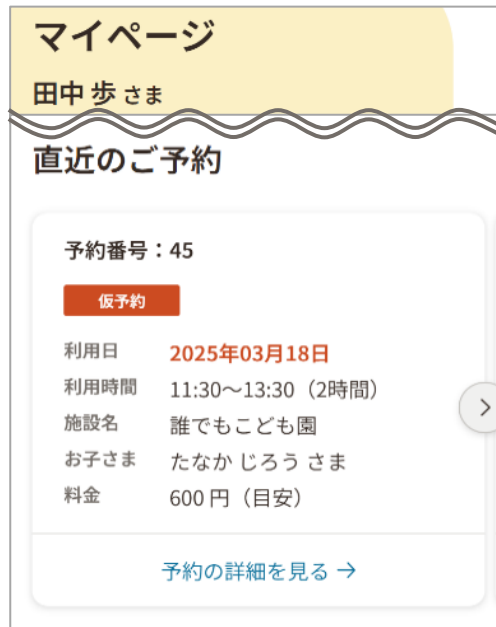 マイページ
田中 歩 さま
直近のご予約
予約番号：45
仮予約
利用日 2025年03月18日
利用時間 11:30～13:30（2時間）
施設名 誰でもこども園
お子さま たなか じろう さま
料金 600 円（目安）
予約の詳細を見る →